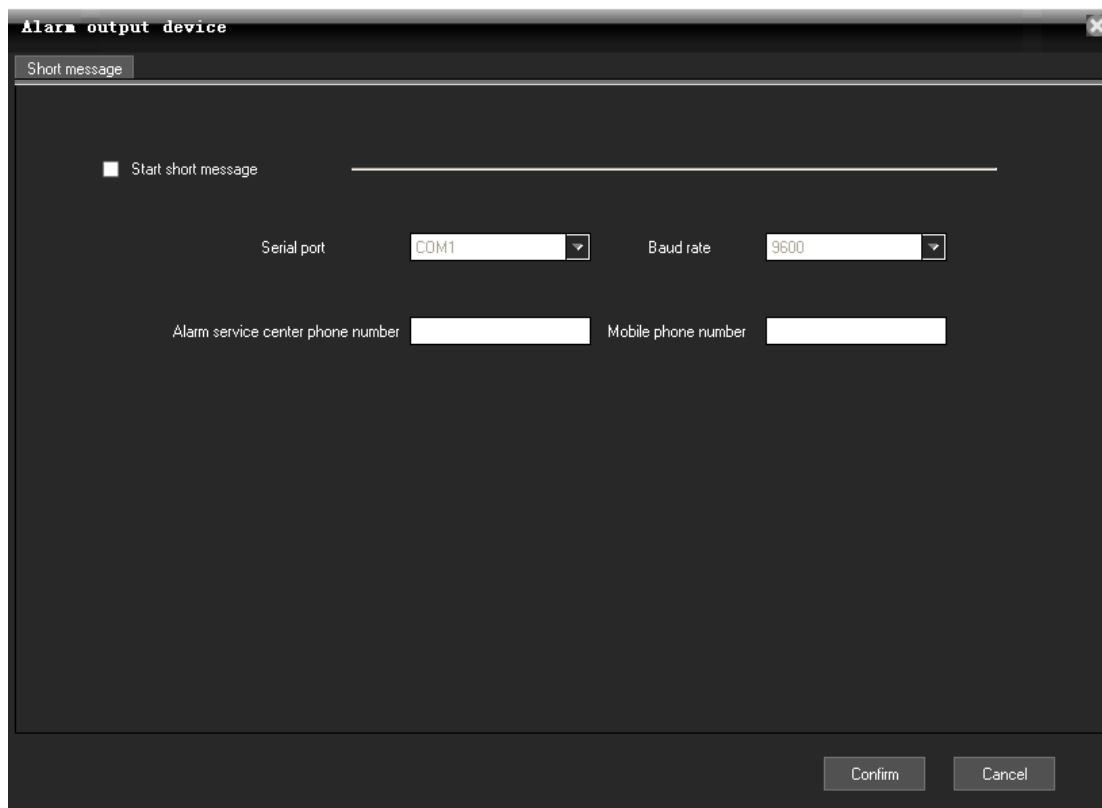 Alarm output device
Short message
Start short message
Serial port COM1 Baud rate 9600
Alarm service center phone number Mobile phone number
Confirm Cancel